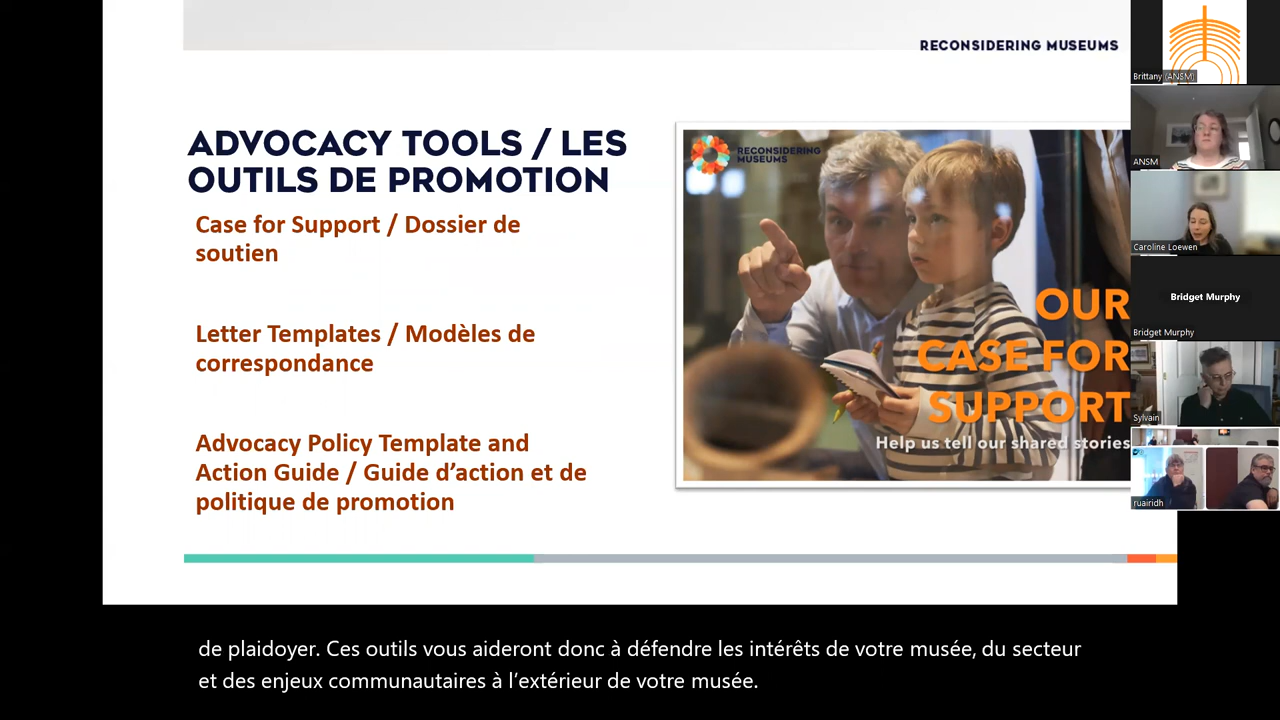 RECONSIDERING MUSEUMS
ADVOCACY TOOLS / LES
OUTILS DE PROMOTION
Case for Support / Dossier de
soutien
Letter Templates / Modèles de
correspondance
Advocacy Policy Template and
Action Guide / Guide d’action et de
politique de promotion
RECONSIDERING
MUSEUMS
OUR
CASE FOR
SUPPORT
Help us tell our shared stories
Brittany (ANSM)
ANSM
Caroline Loewen
Bridget Murphy
Bridget Murphy
Sylvain
ruairidh
de plaidoyer. Ces outils vous aideront donc à défendre les intérêts de votre musée, du secteur
et des enjeux communautaires à l’extérieur de votre musée.